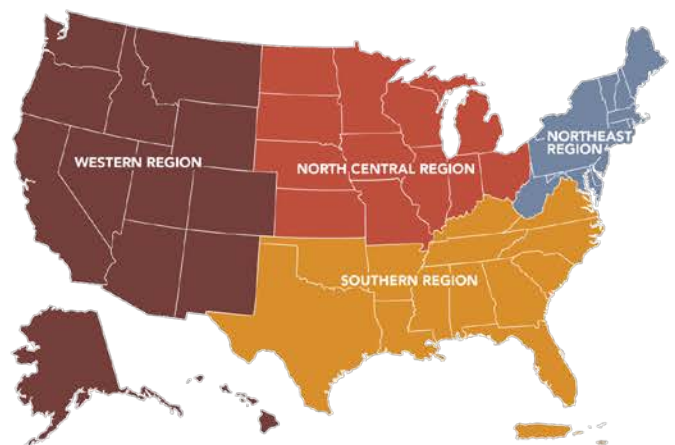 NORTHEAST
REGION
WESTERN REGION
NORTH CENTRAL REGION
SOUTHERN REGION